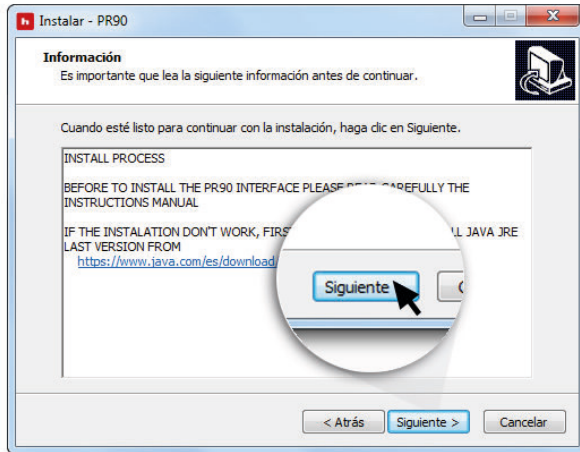 Instalar - PR90
Información
Es importante que lea la siguiente información antes de continuar.
Cuando esté listo para continuar con la instalación, haga clic en Siguiente.
INSTALL PROCESS
BEFORE TO INSTALL THE PR90 INTERFACE PLEASE READ CAREFULLY THE
INSTRUCTIONS MANUAL
IF THE INSTALATION DON'T WORK, FIRST JAVA JRE
LAST VERSION FROM
https://www.java.com/es/download/
Siguiente
< Atrás Siguiente > Cancelar